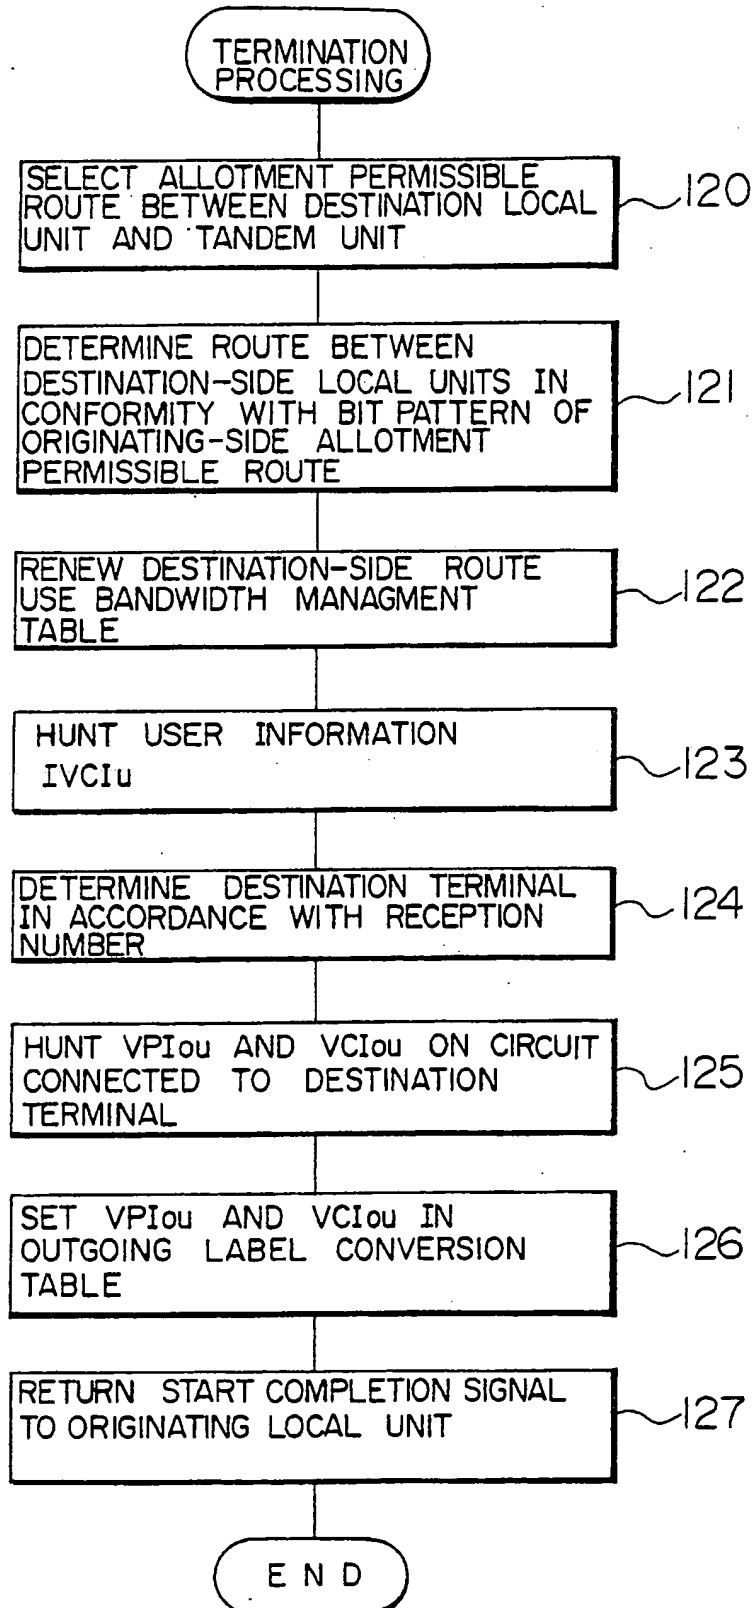 TERMINATION
PROCESSING
SELECT ALLOTMENT PERMISSIBLE
ROUTE BETWEEN DESTINATION LOCAL
UNIT AND TANDEM UNIT
120
DETERMINE ROUTE BETWEEN
DESTINATION-SIDE LOCAL UNITS IN
CONFORMITY WITH BIT PATTERN OF
ORIGINATING-SIDE ALLOTMENT
PERMISSIBLE ROUTE
121
RENEW DESTINATION-SIDE ROUTE
USE BANDWIDTH MANAGMENT
TABLE
122
HUNT USER INFORMATION
IVCIu
123
DETERMINE DESTINATION TERMINAL
IN ACCORDANCE WITH RECEPTION
NUMBER
124
HUNT VPIou AND VCIou ON CIRCUIT
CONNECTED TO DESTINATION
TERMINAL
125
SET VPIou AND VCIou IN
OUTGOING LABEL CONVERSION
TABLE
126
RETURN START COMPLETION SIGNAL
TO ORIGINATING LOCAL UNIT
127
END